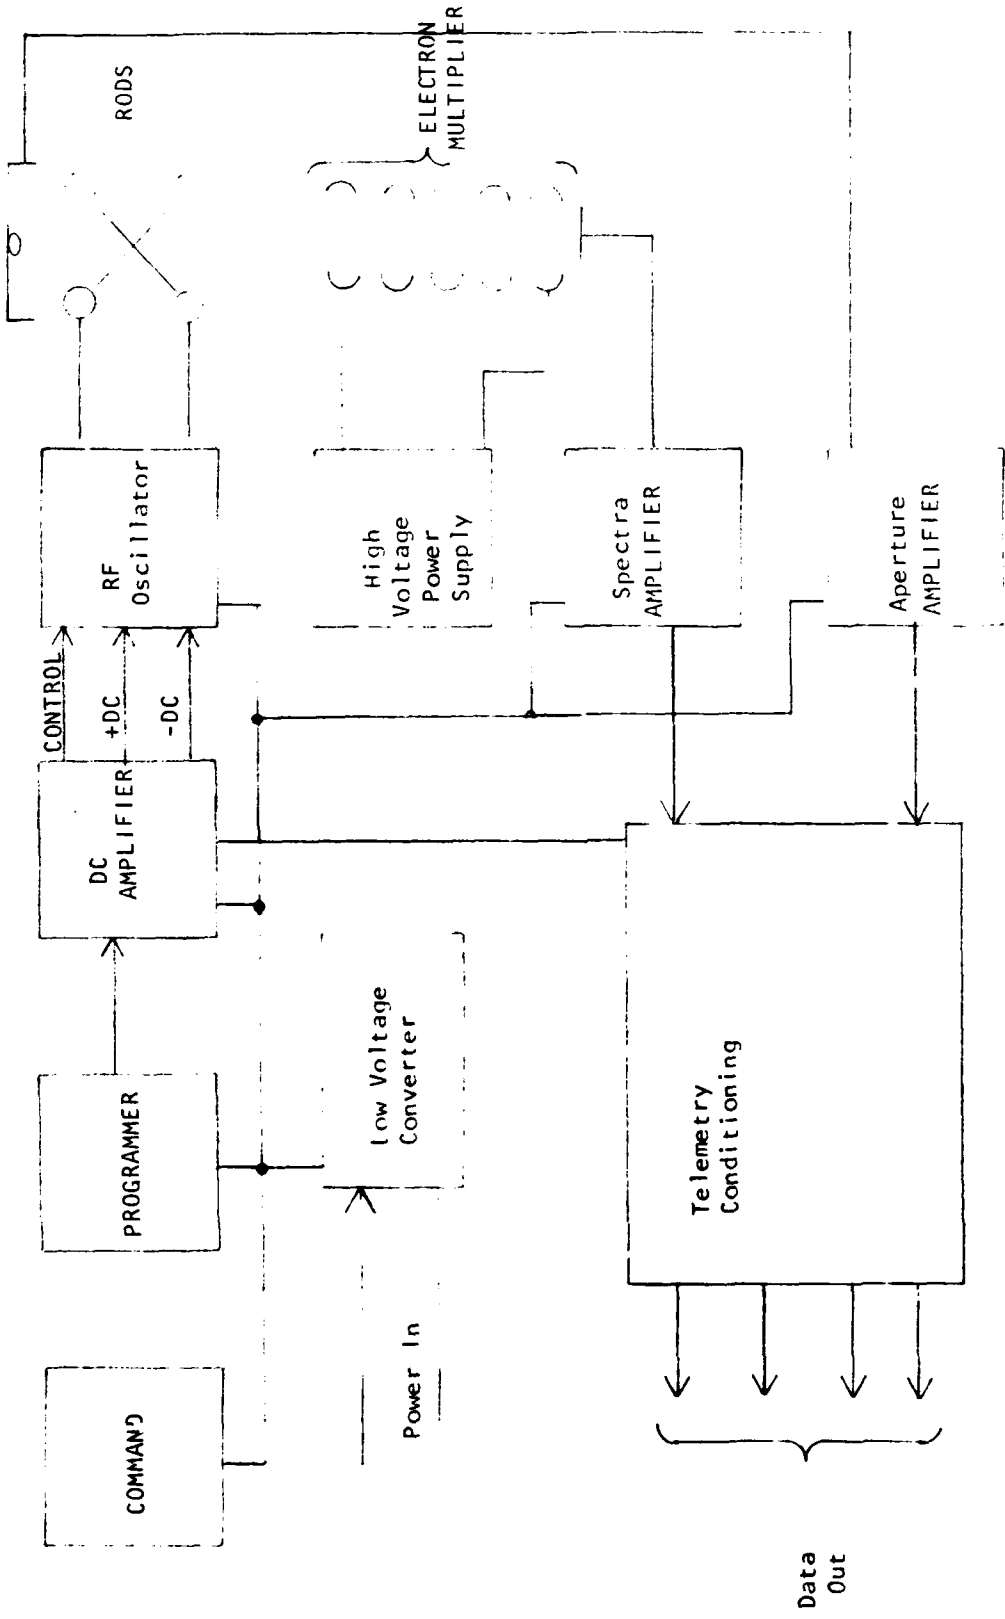 COMMAND
PROGRAMMER
DC
AMPLIFIER
CONTROL
+DC
-DC
RF
Oscillator
RODS
Power In
Low Voltage
Converter
High
Voltage
Power
Supply
ELECTRON
MULTIPLIER
Spectra
AMPLIFIER
Telemetry
Conditioning
Aperture
AMPLIFIER
Data
Out